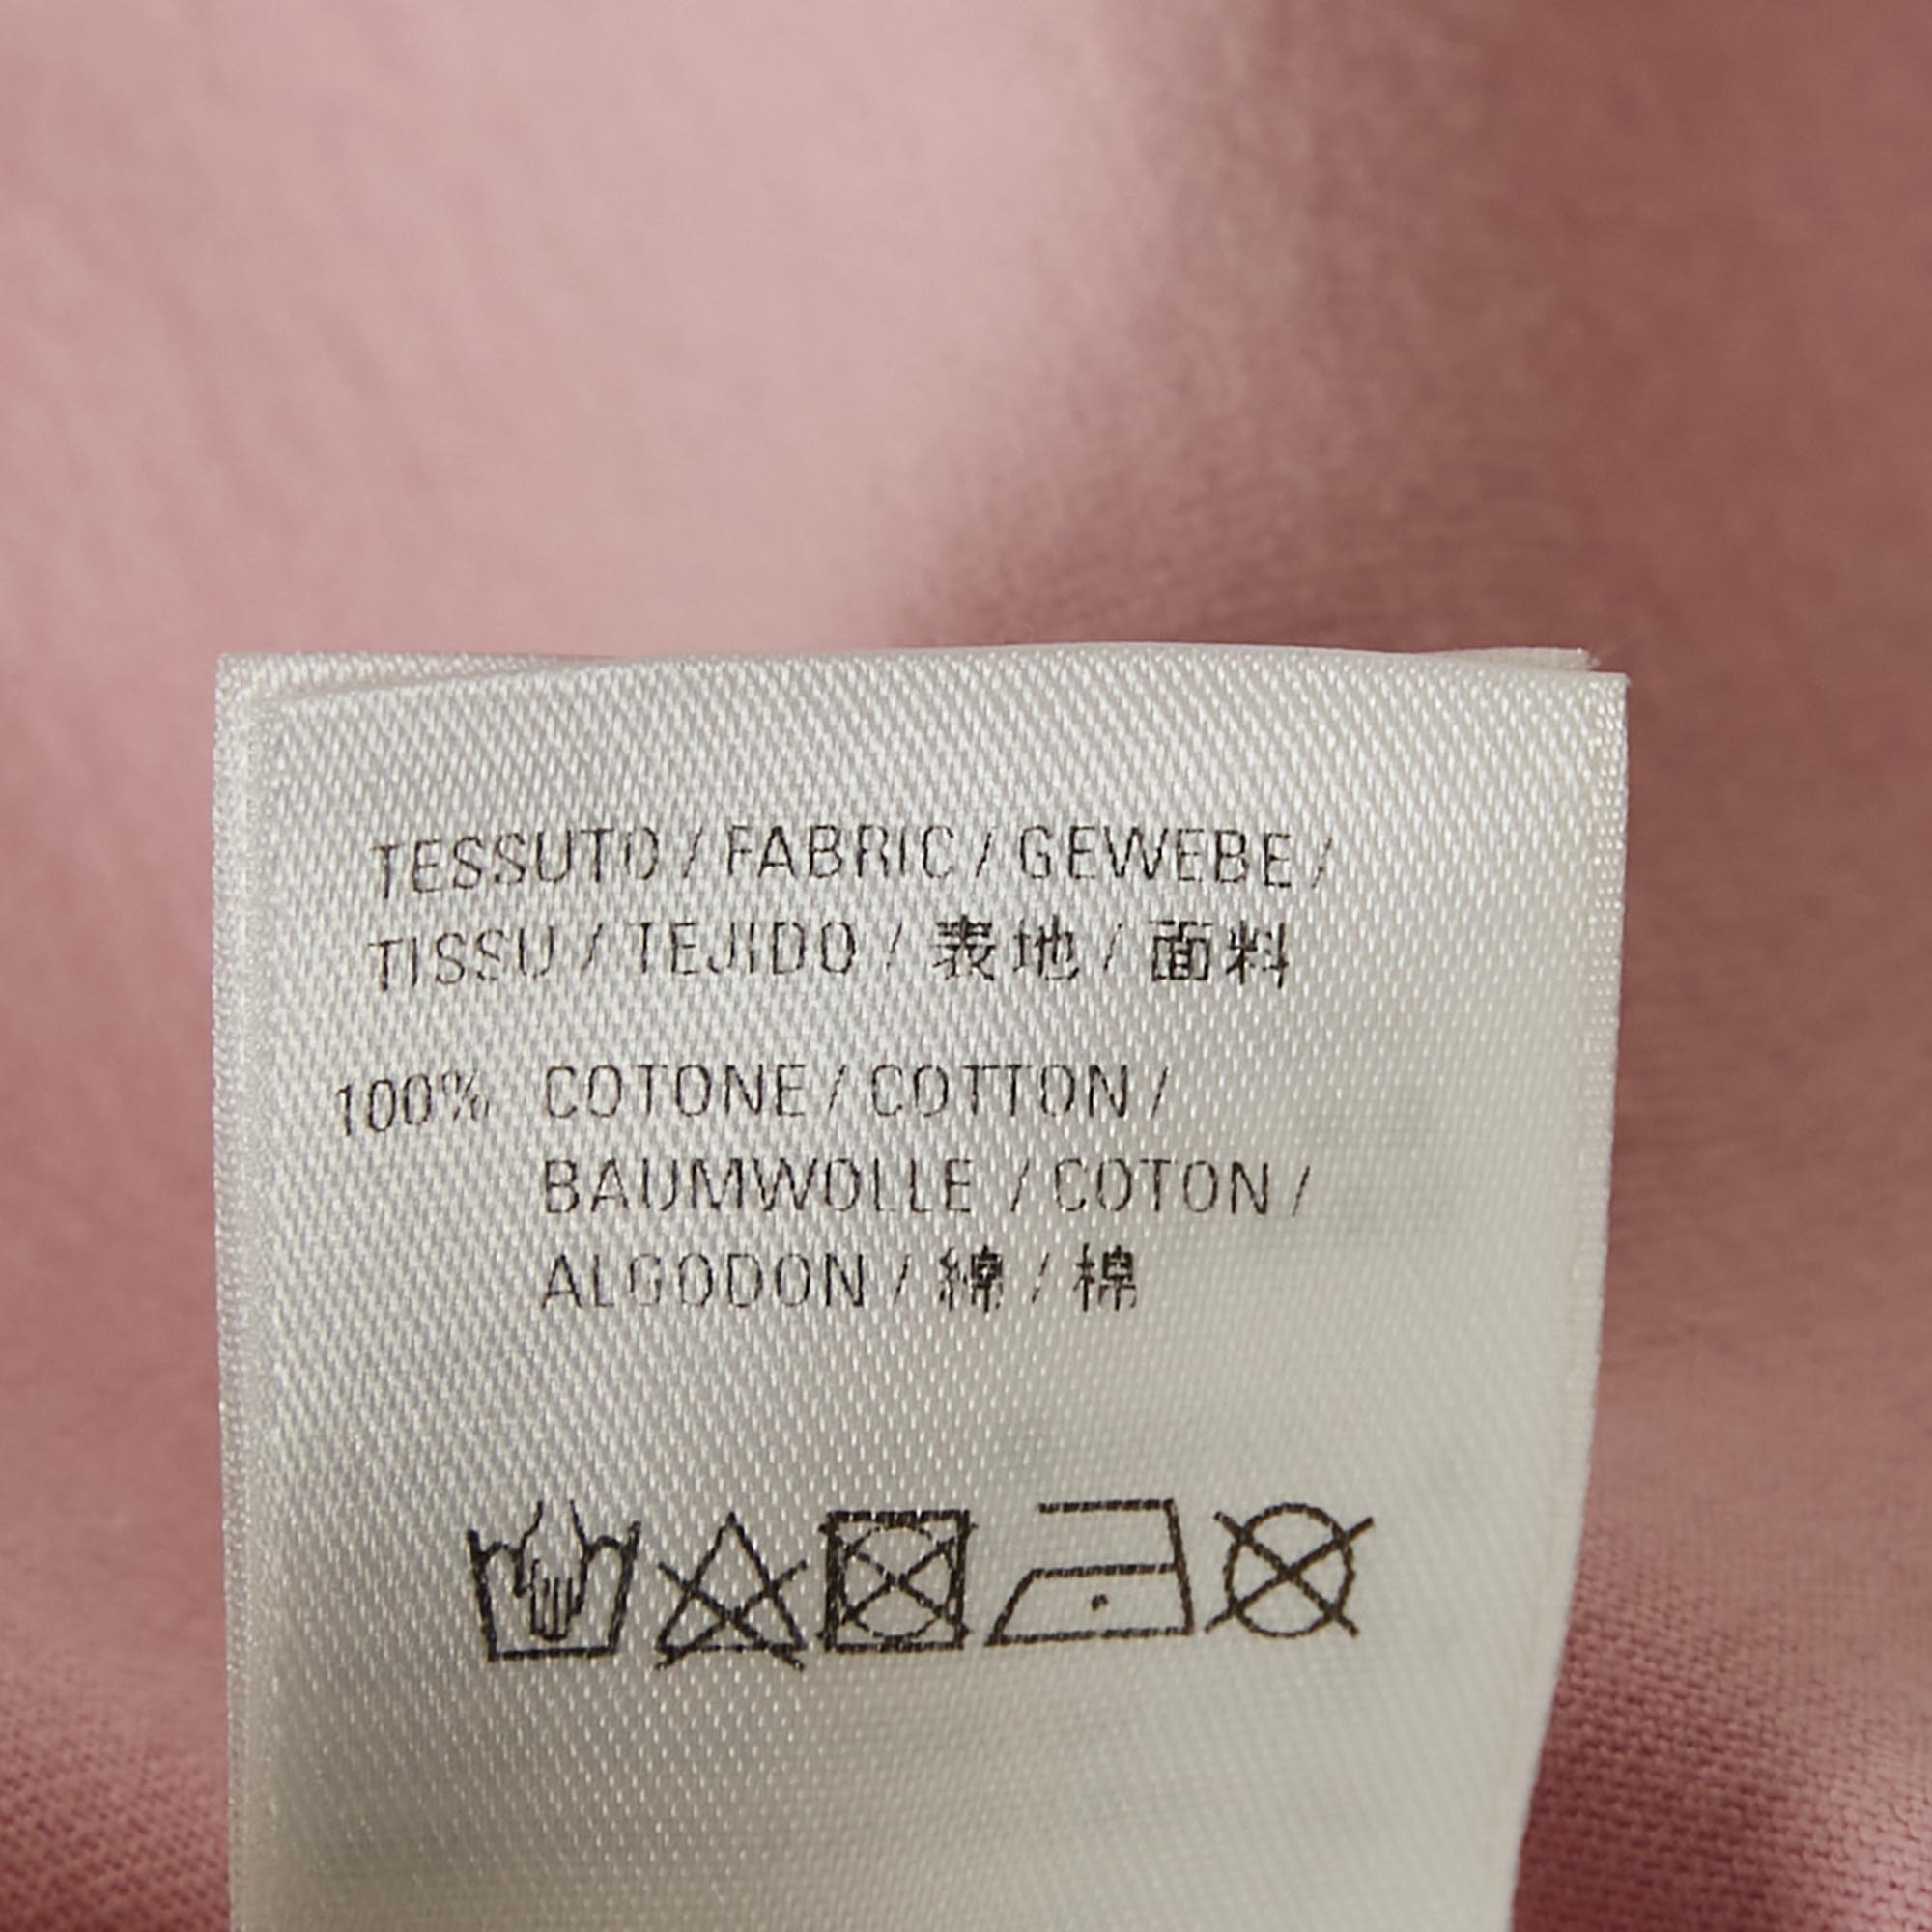 TESSUTO / FABRIC / GEWEBE /
TISSU / TEJIDO / 表地 / 面料
100% COTONE / COTTON /
BAUMWOLLE / COTON /
ALGODON / 綿 / 棉